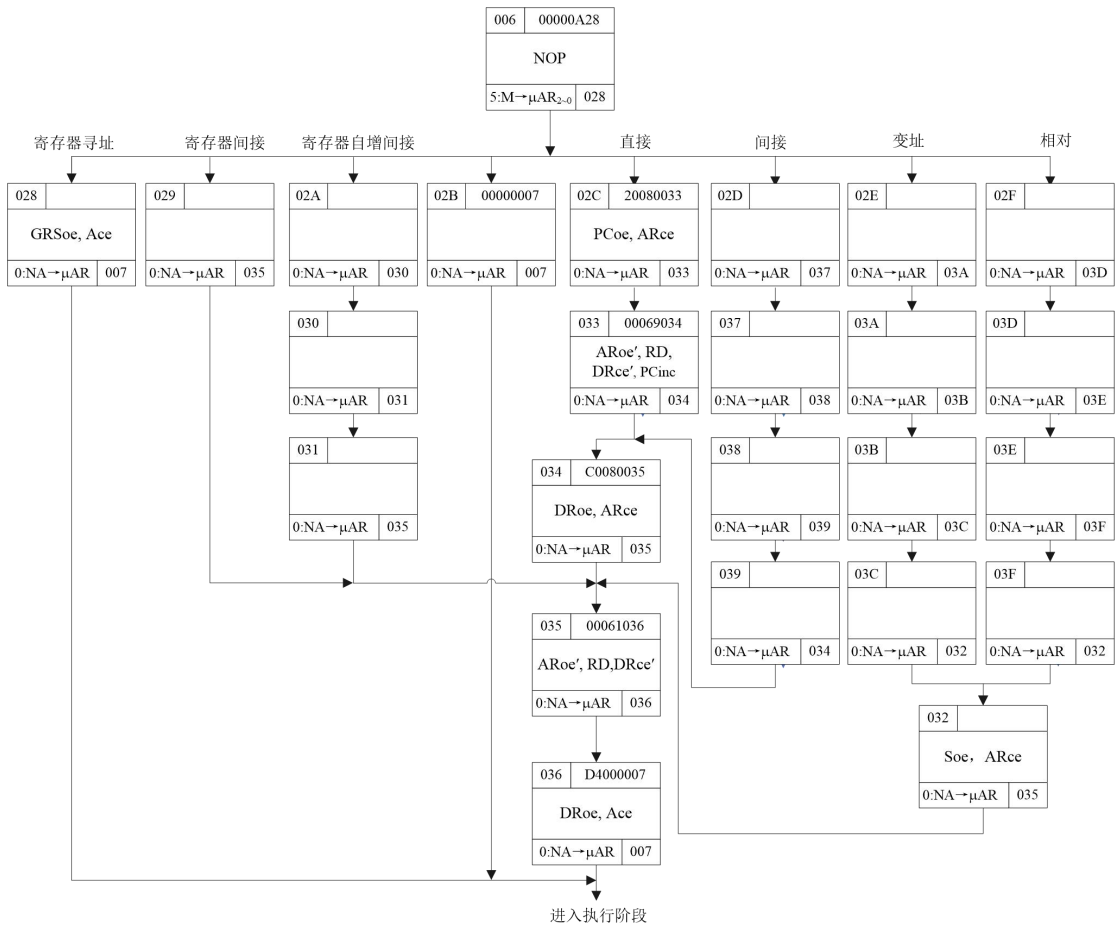 006 00000A28
NOP
5:M→μAR2~0 028
寄存器寻址 寄存器间接 寄存器自增间接 直接 间接 变址 相对
028 029 02A 02B 00000007 02C 20080033 02D 02E 02F
GRSoe, Ace PCoe, ARce
0:NA→μAR 007 0:NA→μAR 035 0:NA→μAR 030 0:NA→μAR 007 0:NA→μAR 033 0:NA→μAR 037 0:NA→μAR 03A 0:NA→μAR 03D
030 033 00069034 037 03A 03D
ARoe′, RD,
DRce′, PCinc
0:NA→μAR 031 0:NA→μAR 034 0:NA→μAR 038 0:NA→μAR 03B 0:NA→μAR 03E
031 038 03B 03E
034 C0080035
DRoe, ARce
0:NA→μAR 035 0:NA→μAR 039 0:NA→μAR 03C 0:NA→μAR 03F
0:NA→μAR 035
039 03C 03F
035 00061036
ARoe′, RD,DRce′
0:NA→μAR 034 0:NA→μAR 032 0:NA→μAR 032
0:NA→μAR 036
032
Soe，ARce
0:NA→μAR 035
036 D4000007
DRoe, Ace
0:NA→μAR 007
进入执行阶段